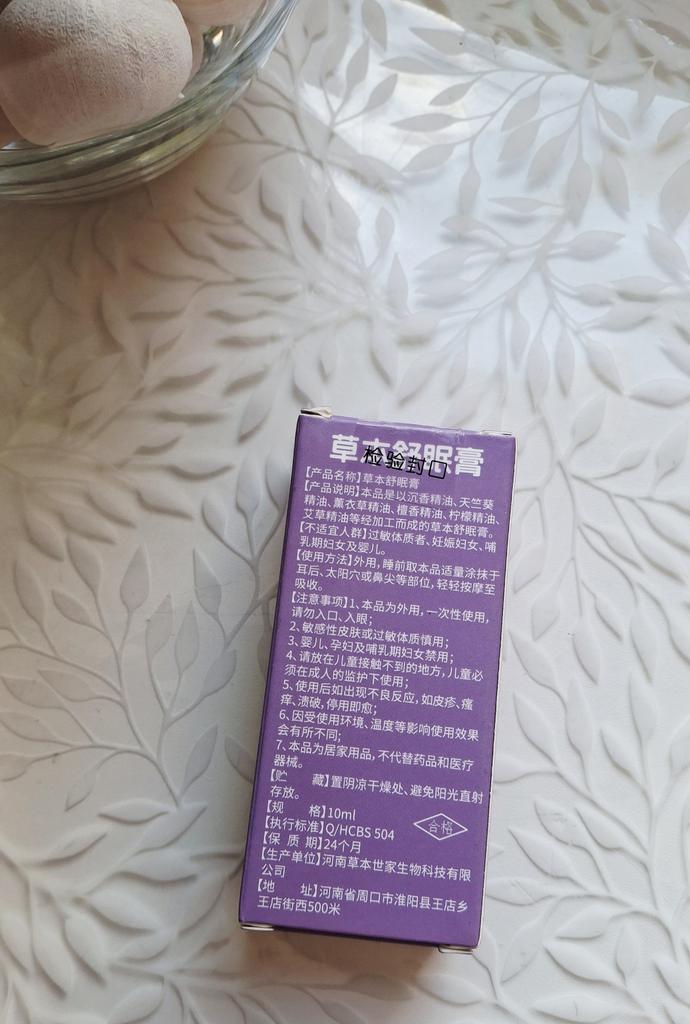 草本舒眠膏
检验封口
【产品名称】草本舒眠膏
【产品说明】本品是以沉香精油、天竺葵
精油、薰衣草精油、檀香精油、柠檬精油、
艾草精油等经加工而成的草本舒眠膏。
【不适宜人群】过敏体质者、妊娠妇女、哺
乳期妇女及婴儿。
【使用方法】外用，睡前取本品适量涂抹于
耳后、太阳穴或鼻尖等部位，轻轻按摩至
吸收。
【注意事项】1、本品为外用，一次性使用，
请勿入口、入眼；
2、敏感性皮肤或过敏体质慎用；
3、婴儿、孕妇及哺乳期妇女禁用；
4、请放在儿童接触不到的地方，儿童必
须在成人的监护下使用；
5、使用后如出现不良反应，如皮疹、瘙
痒、溃破，停用即愈；
6、因受使用环境、温度等影响使用效果
会有所不同；
7、本品为居家用品，不代替药品和医疗
器械。
【贮 藏】置阴凉干燥处、避免阳光直射
存放。
【规 格】10ml
【执行标准】Q/HCBS 504
合格
【保 质 期】24个月
【生产单位】河南草本世家生物科技有限
公司
【地 址】河南省周口市淮阳县王店乡
王店街西500米